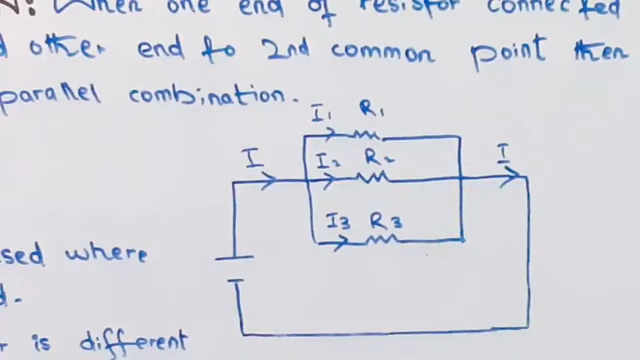 : When one end of resistor connected
other end to 2nd common point then
parallel combination.
I₁ R₁
I I₂ R₂ I
I₃ R₃
sed where
d.
r is different